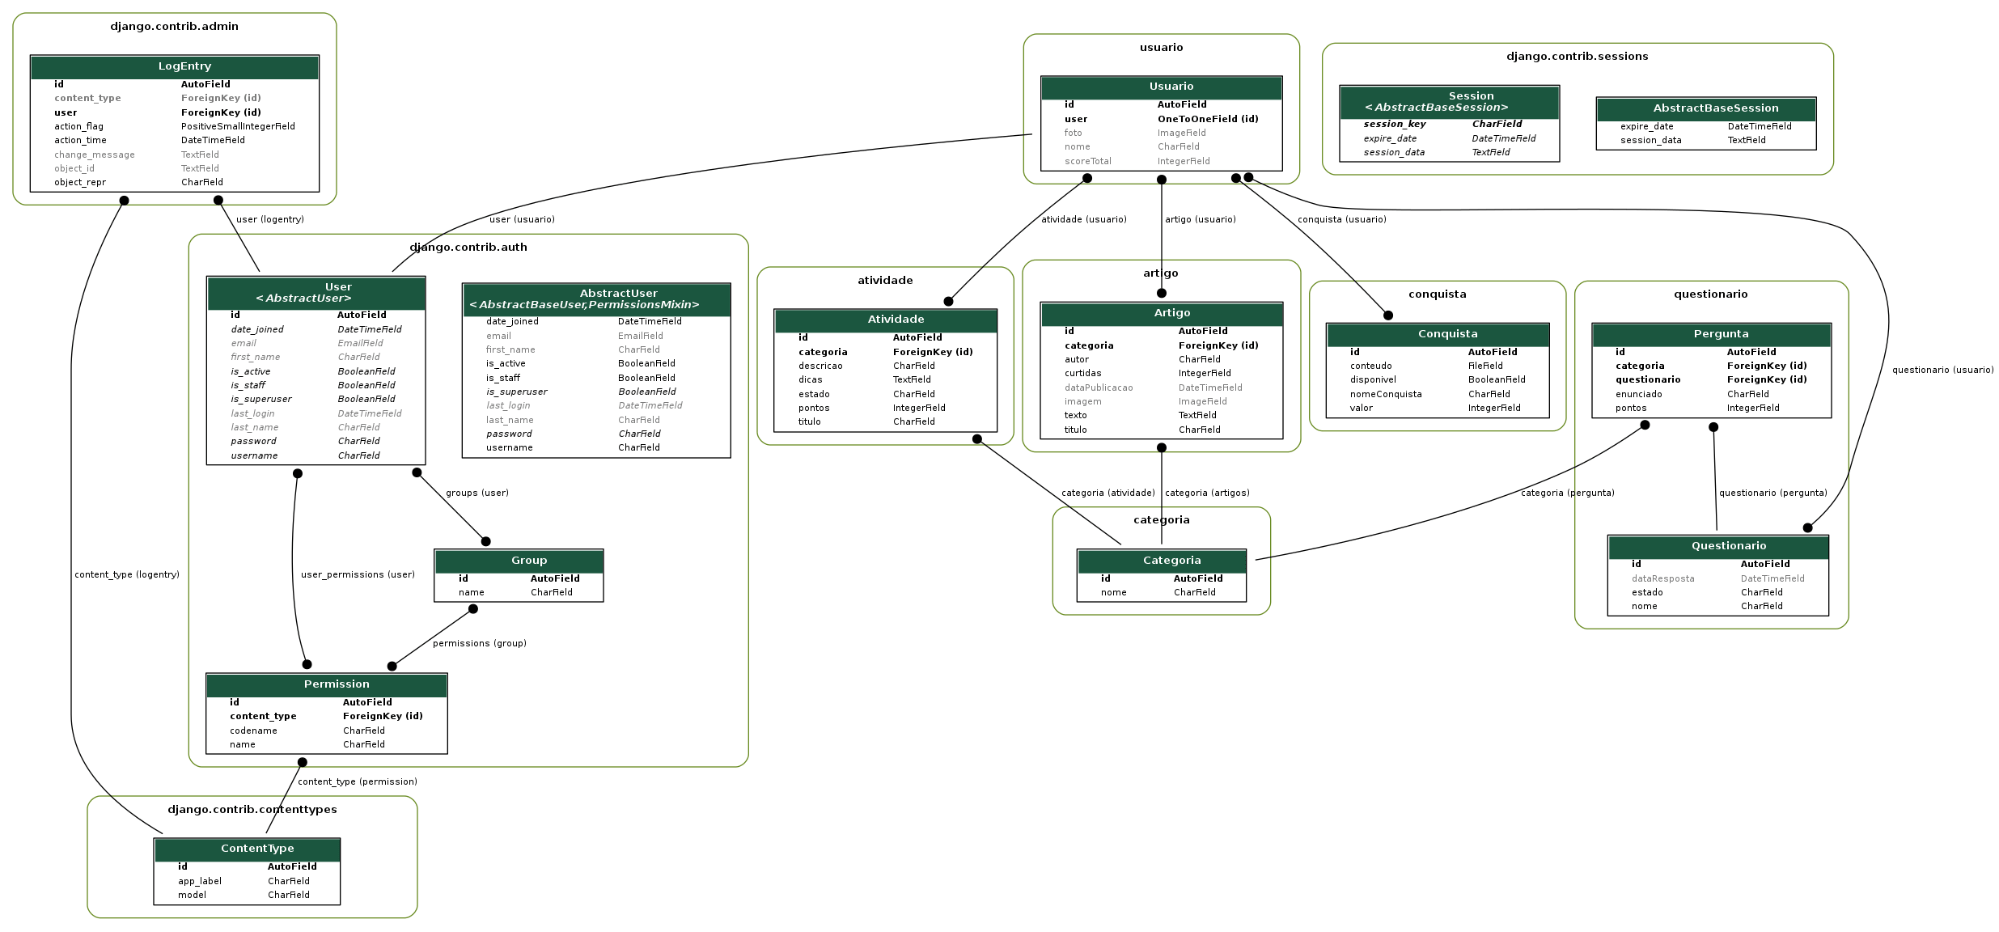 django.contrib.admin
LogEntry
id AutoField
content_type ForeignKey (id)
user ForeignKey (id)
action_flag PositiveSmallIntegerField
action_time DateTimeField
change_message TextField
object_id TextField
object_repr CharField
usuario
Usuario
id AutoField
user OneToOneField (id)
foto ImageField
nome CharField
scoreTotal IntegerField
django.contrib.sessions
Session
<AbstractBaseSession>
session_key CharField
expire_date DateTimeField
session_data TextField
AbstractBaseSession
expire_date DateTimeField
session_data TextField
user (logentry)
user (usuario)
atividade (usuario)
artigo (usuario)
conquista (usuario)
questionario (usuario)
django.contrib.auth
User
<AbstractUser>
id AutoField
date_joined DateTimeField
email EmailField
first_name CharField
is_active BooleanField
is_staff BooleanField
is_superuser BooleanField
last_login DateTimeField
last_name CharField
password CharField
username CharField
AbstractUser
<AbstractBaseUser,PermissionsMixin>
date_joined DateTimeField
email EmailField
first_name CharField
is_active BooleanField
is_staff BooleanField
is_superuser BooleanField
last_login DateTimeField
last_name CharField
password CharField
username CharField
atividade
Atividade
id AutoField
categoria ForeignKey (id)
descricao CharField
dicas TextField
estado CharField
pontos IntegerField
titulo CharField
artigo
Artigo
id AutoField
categoria ForeignKey (id)
autor CharField
curtidas IntegerField
dataPublicacao DateTimeField
imagem ImageField
texto TextField
titulo CharField
conquista
Conquista
id AutoField
conteudo FileField
disponivel BooleanField
nomeConquista CharField
valor IntegerField
questionario
Pergunta
id AutoField
categoria ForeignKey (id)
questionario ForeignKey (id)
enunciado CharField
pontos IntegerField
groups (user)
categoria (atividade)
categoria (artigos)
categoria (pergunta)
questionario (pergunta)
categoria
Categoria
id AutoField
nome CharField
Questionario
id AutoField
dataResposta DateTimeField
estado CharField
nome CharField
Group
id AutoField
name CharField
content_type (logentry)
user_permissions (user)
permissions (group)
Permission
id AutoField
content_type ForeignKey (id)
codename CharField
name CharField
content_type (permission)
django.contrib.contenttypes
ContentType
id AutoField
app_label CharField
model CharField